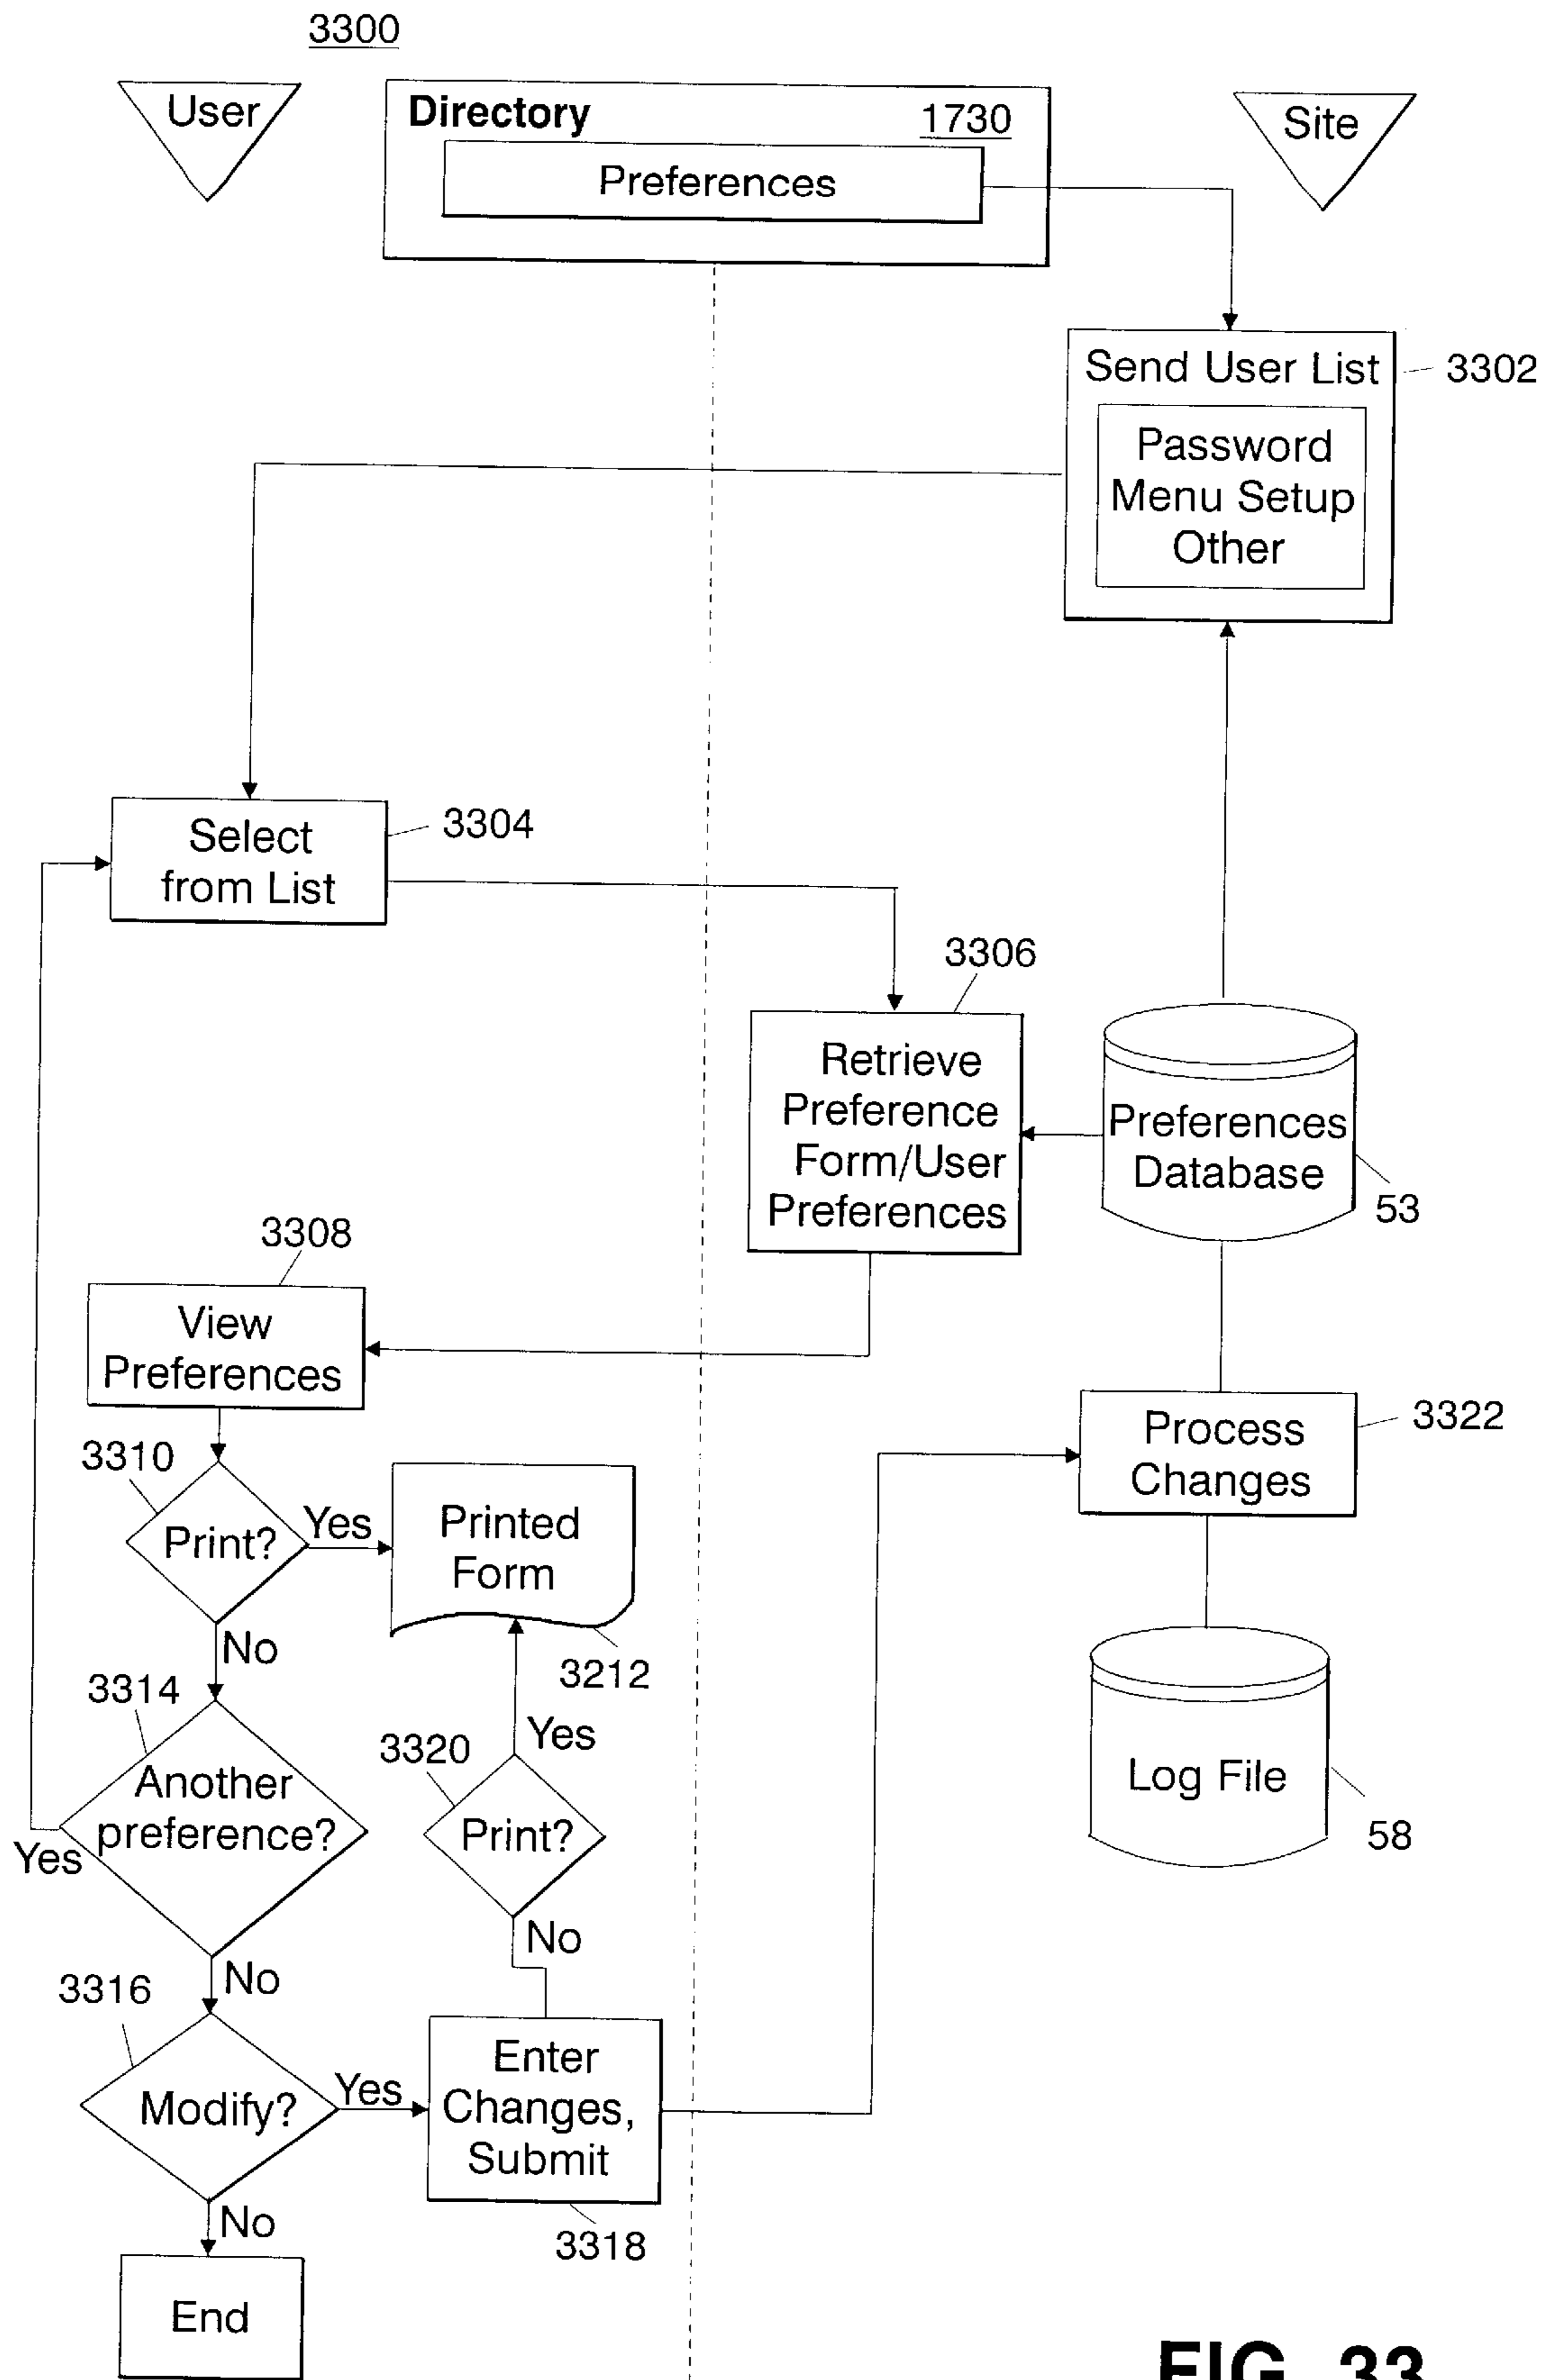 3300
User
Directory
1730
Preferences
Site
Send User List
3302
Password
Menu Setup
Other
Select
from List
3304
3306
Retrieve
Preference
Form/User
Preferences
Preferences
Database
53
3308
View
Preferences
3310
Print?
Yes
Printed
Form
3212
No
Process
Changes
3322
3314
Another
preference?
Yes
3320
Yes
Print?
No
Log File
58
No
3316
Modify?
Yes
Enter
Changes,
Submit
3318
No
End
FIG. 33